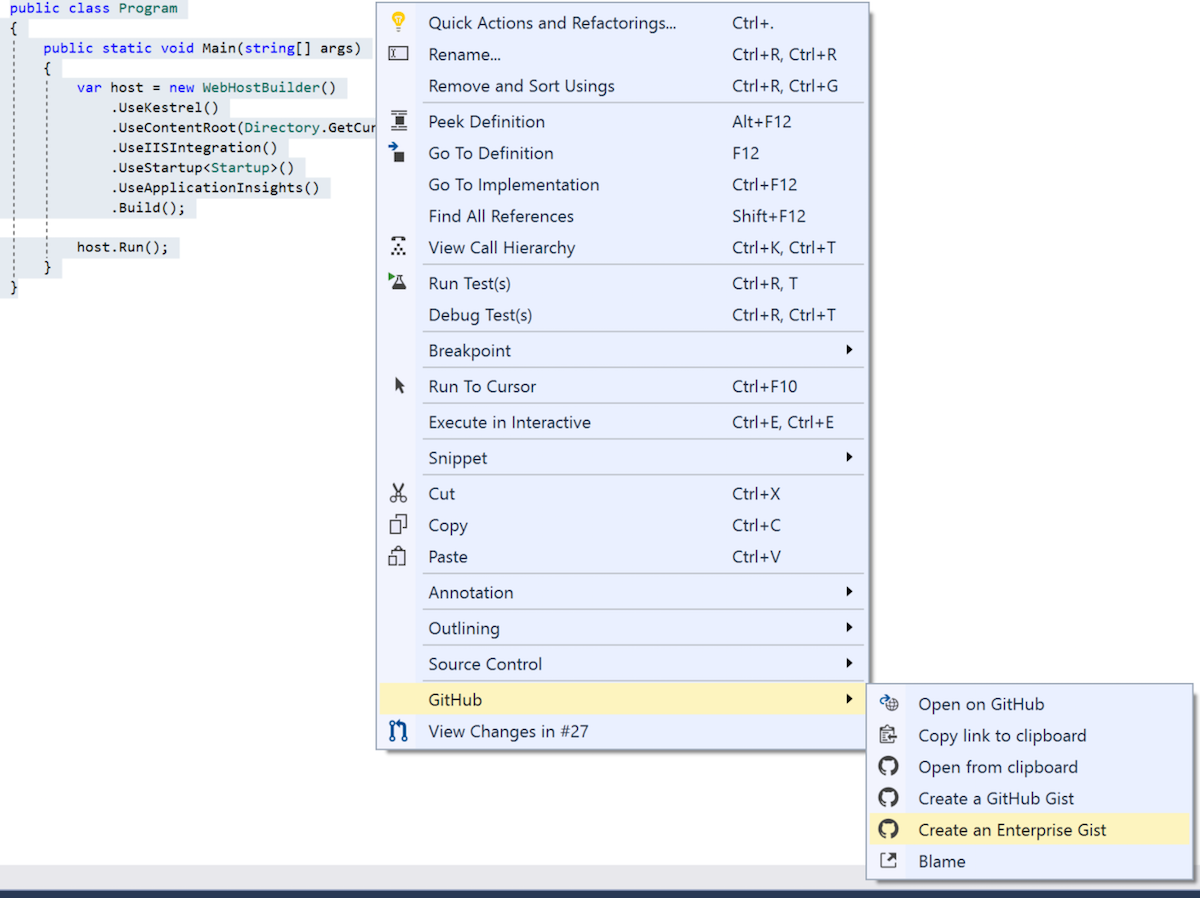 public class Program
{
public static void Main(string[] args)
{
var host = new WebHostBuilder()
.UseKestrel()
.UseContentRoot(Directory.GetCur
.UseIISIntegration()
.UseStartup<Startup>()
.UseApplicationInsights()
.Build();
host.Run();
}
}
Quick Actions and Refactorings... Ctrl+.
Rename... Ctrl+R, Ctrl+R
Remove and Sort Usings Ctrl+R, Ctrl+G
Peek Definition Alt+F12
Go To Definition F12
Go To Implementation Ctrl+F12
Find All References Shift+F12
View Call Hierarchy Ctrl+K, Ctrl+T
Run Test(s) Ctrl+R, T
Debug Test(s) Ctrl+R, Ctrl+T
Breakpoint
Run To Cursor Ctrl+F10
Execute in Interactive Ctrl+E, Ctrl+E
Snippet
Cut Ctrl+X
Copy Ctrl+C
Paste Ctrl+V
Annotation
Outlining
Source Control
GitHub
View Changes in #27
Open on GitHub
Copy link to clipboard
Open from clipboard
Create a GitHub Gist
Create an Enterprise Gist
Blame